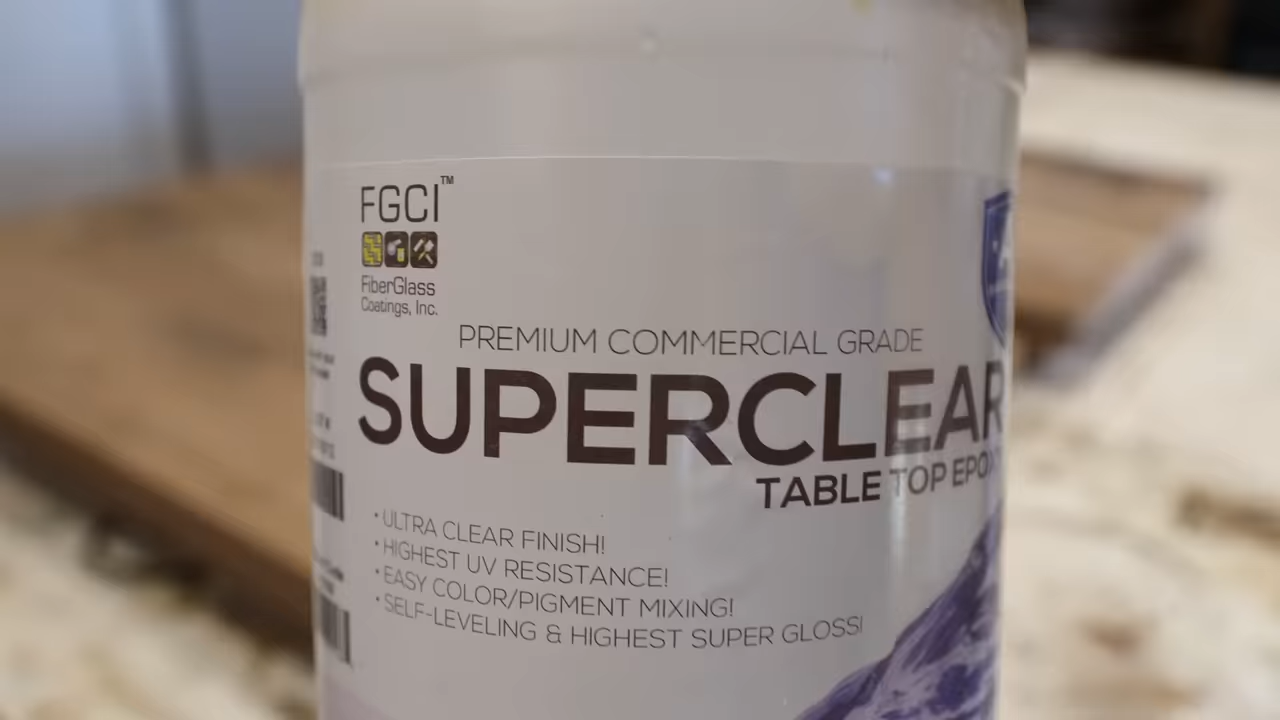 FGCI™
FiberGlass
Coatings, Inc.
PREMIUM COMMERCIAL GRADE
SUPERCLEAR
TABLE TOP EPOXY
• ULTRA CLEAR FINISH!
• HIGHEST UV RESISTANCE!
• EASY COLOR/PIGMENT MIXING!
• SELF-LEVELING & HIGHEST SUPER GLOSS!